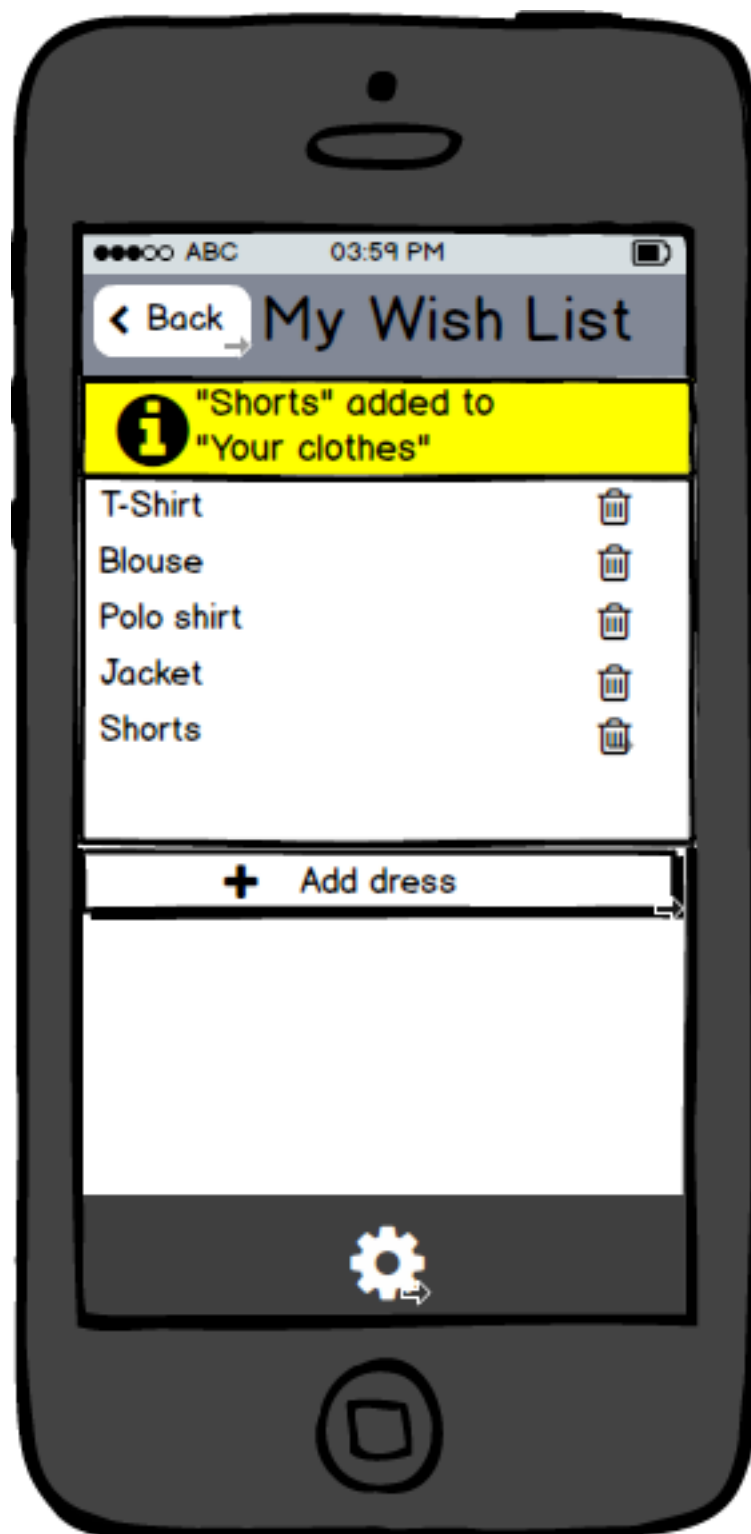 ABC 03:59 PM
Back My Wish List
"Shorts" added to
"Your clothes"
T-Shirt
Blouse
Polo shirt
Jacket
Shorts
+ Add dress